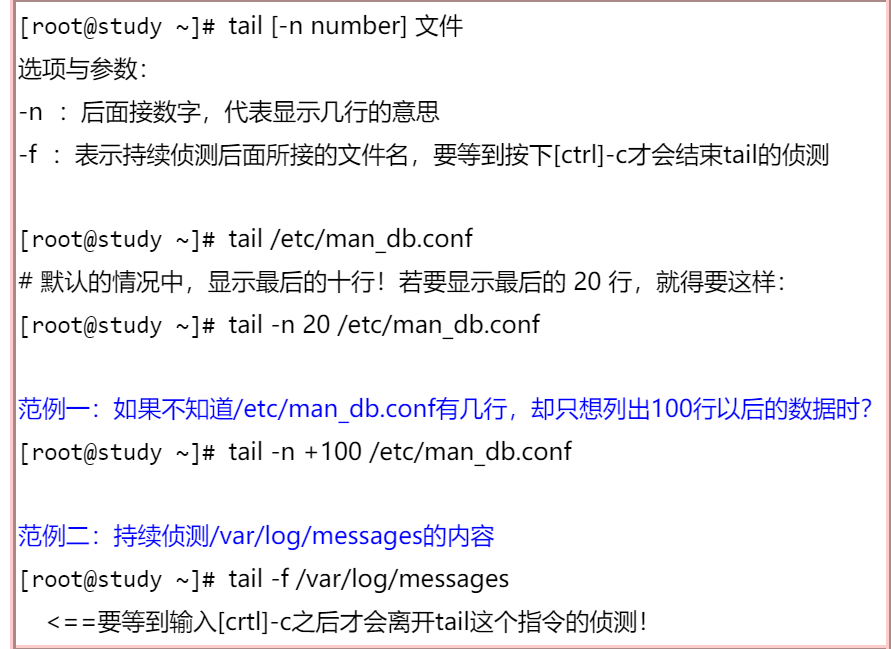 [root@study ~]# tail [-n number] 文件
选项与参数：
-n ：后面接数字，代表显示几行的意思
-f ：表示持续侦测后面所接的文件名，要等到按下[ctrl]-c才会结束tail的侦测
[root@study ~]# tail /etc/man_db.conf
# 默认的情况中，显示最后的十行！若要显示最后的 20 行，就得要这样：
[root@study ~]# tail -n 20 /etc/man_db.conf
范例一：如果不知道/etc/man_db.conf有几行，却只想列出100行以后的数据时？
[root@study ~]# tail -n +100 /etc/man_db.conf
范例二：持续侦测/var/log/messages的内容
[root@study ~]# tail -f /var/log/messages
<==要等到输入[crtl]-c之后才会离开tail这个指令的侦测！